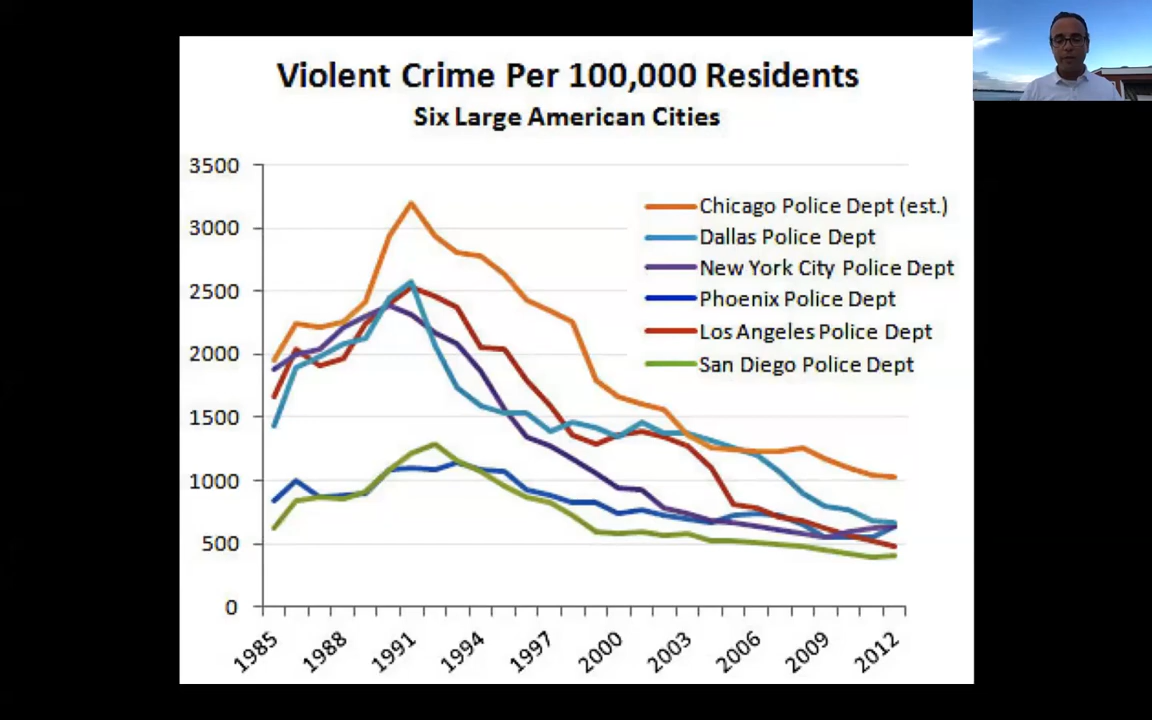 Violent Crime Per 100,000 Residents
Six Large American Cities
3500
3000
2500
2000
1500
1000
500
0
Chicago Police Dept (est.)
Dallas Police Dept
New York City Police Dept
Phoenix Police Dept
Los Angeles Police Dept
San Diego Police Dept
1985
1988
1991
1994
1997
2000
2003
2006
2009
2012